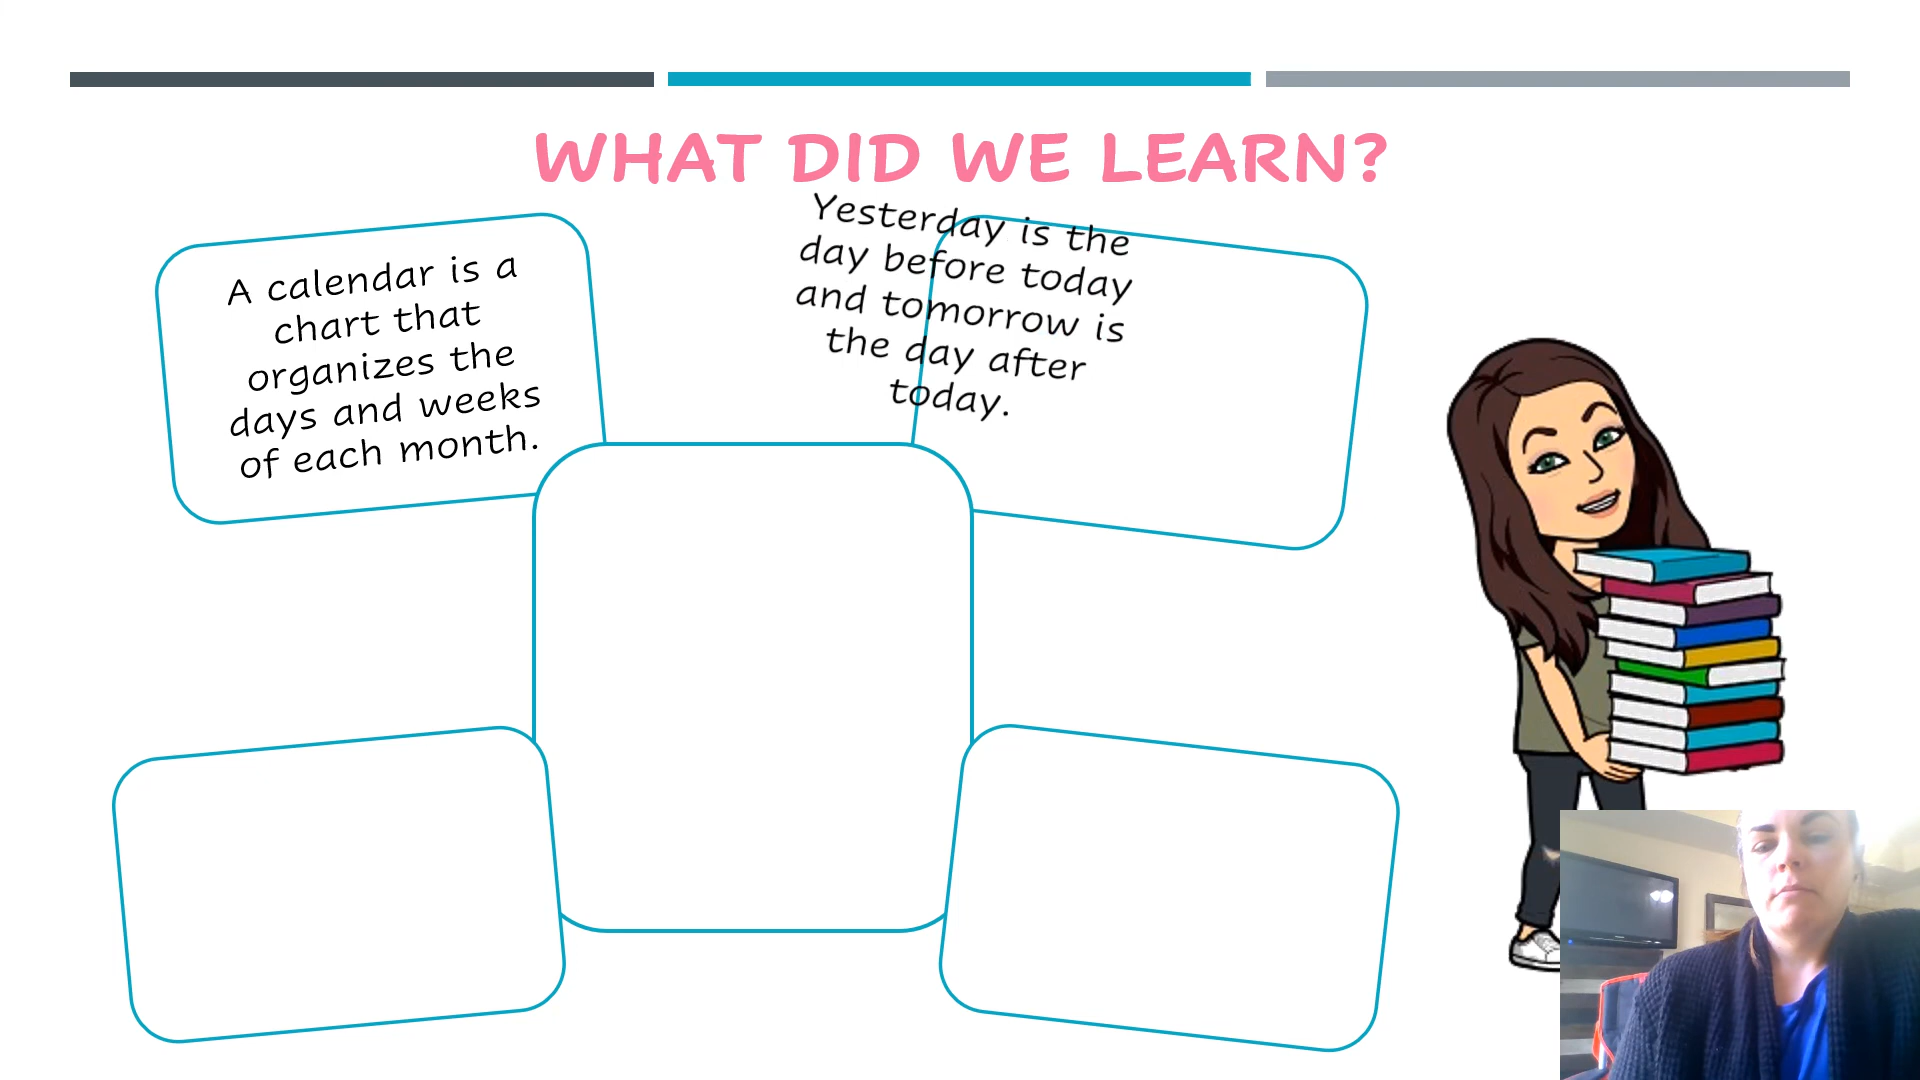 WHAT DID WE LEARN?
A calendar is a
chart that
organizes the
days and weeks
of each month.
Yesterday is the
day before today
and tomorrow is
the day after
today.